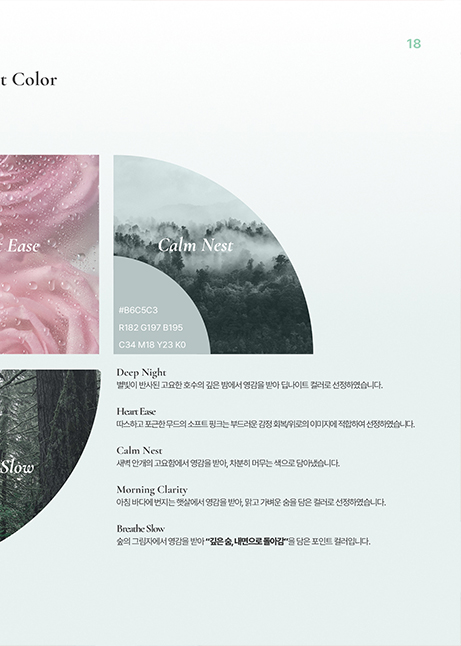 18
t Color
t Ease
Calm Nest
#B6C5C3
R182 G197 B195
C34 M18 Y23 K0
Slow
Deep Night
별빛이 반사된 고요한 호수의 깊은 밤에서 영감을 받아 딥나이트 컬러로 선정하였습니다.
Heart Ease
따스하고 포근한 무드의 소프트 핑크는 부드러운 감정 회복/위로의 이미지에 적합하여 선정하였습니다.
Calm Nest
새벽 안개의 고요함에서 영감을 받아, 차분히 머무는 색으로 담아냈습니다.
Morning Clarity
아침 바다에 번지는 햇살에서 영감을 받아, 맑고 가벼운 숨을 담은 컬러로 선정하였습니다.
Breathe Slow
숲의 그림자에서 영감을 받아 “깊은 숨, 내면으로 돌아감”을 담은 포인트 컬러입니다.